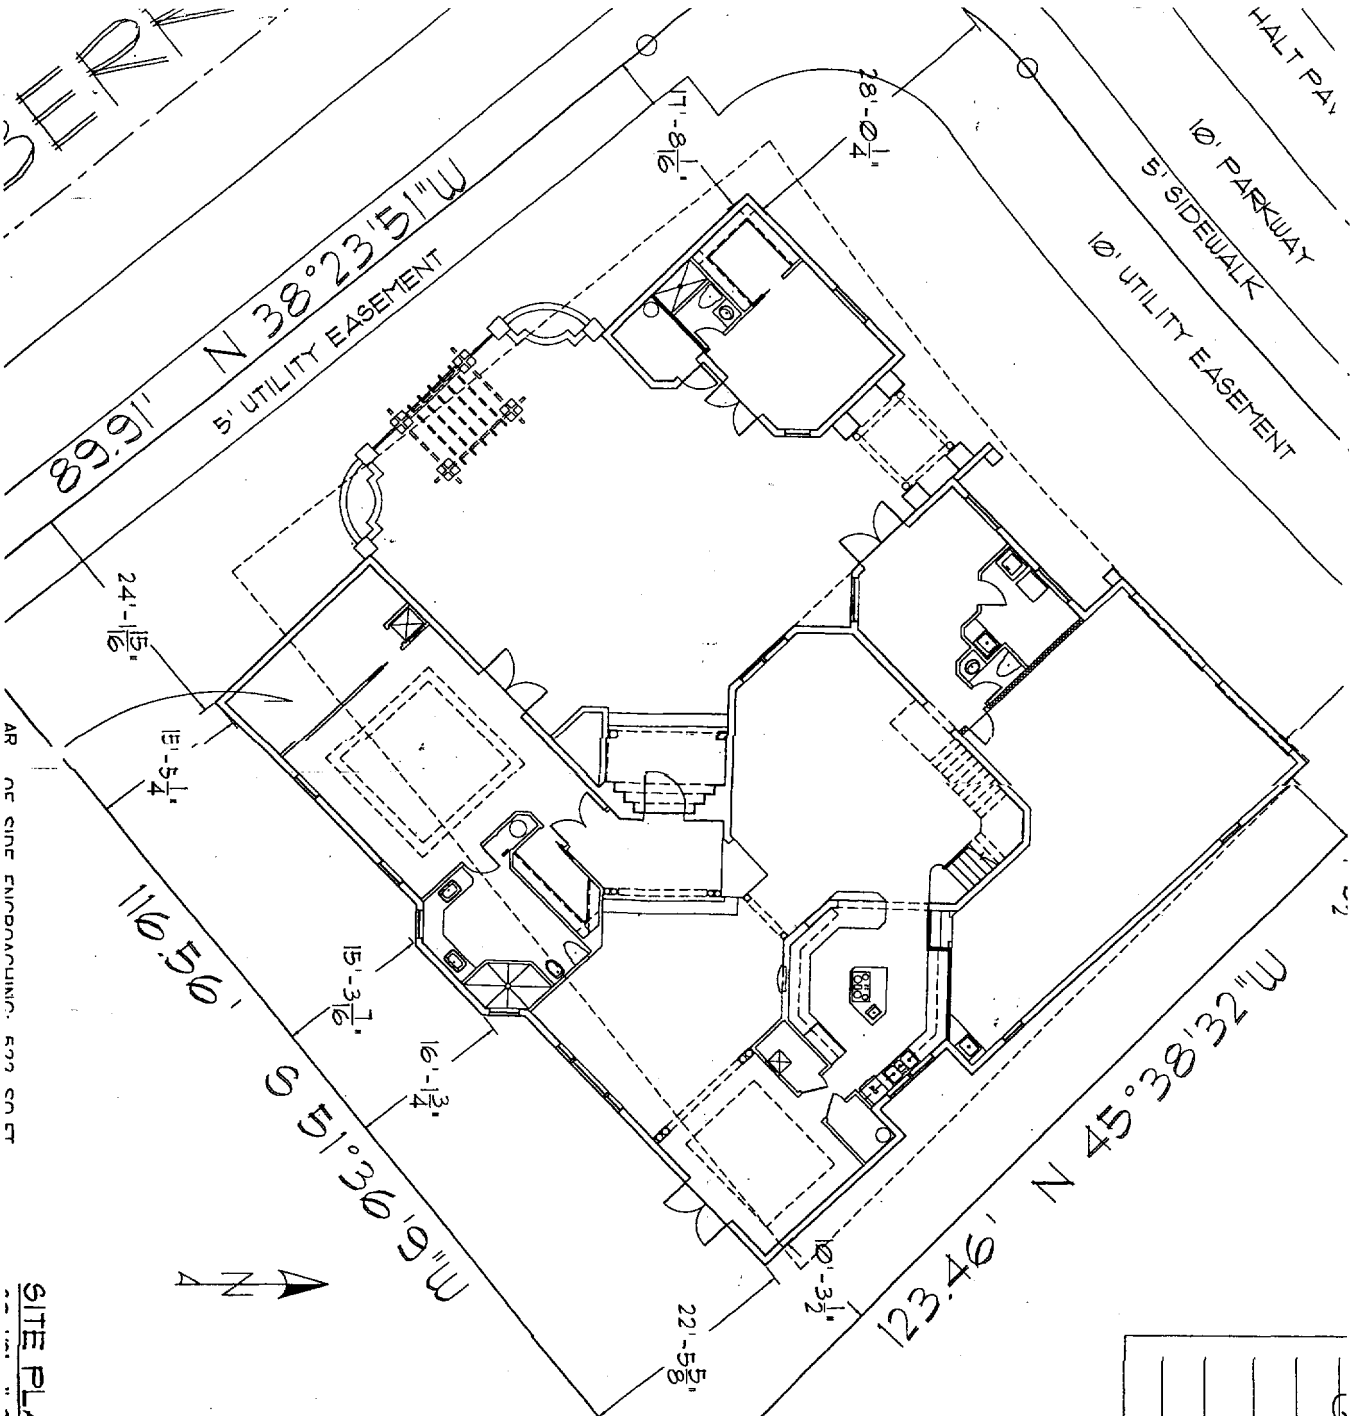 HALT PA
10' PARKWAY
5' SIDEWALK
10' UTILITY EASEMENT
28'-0 1/4"
17'-8 1/16"
N 38°23'51"W
89.91'
5' UTILITY EASEMENT
24'-1 15/16"
15'-5 1/4"
116.56'
S 51°36'9"W
15'-3 7/16"
16'-1 3/4"
22'-5 5/8"
10'-3 1/2"
123.46'
N 45°38'32"W
N
SITE PLA